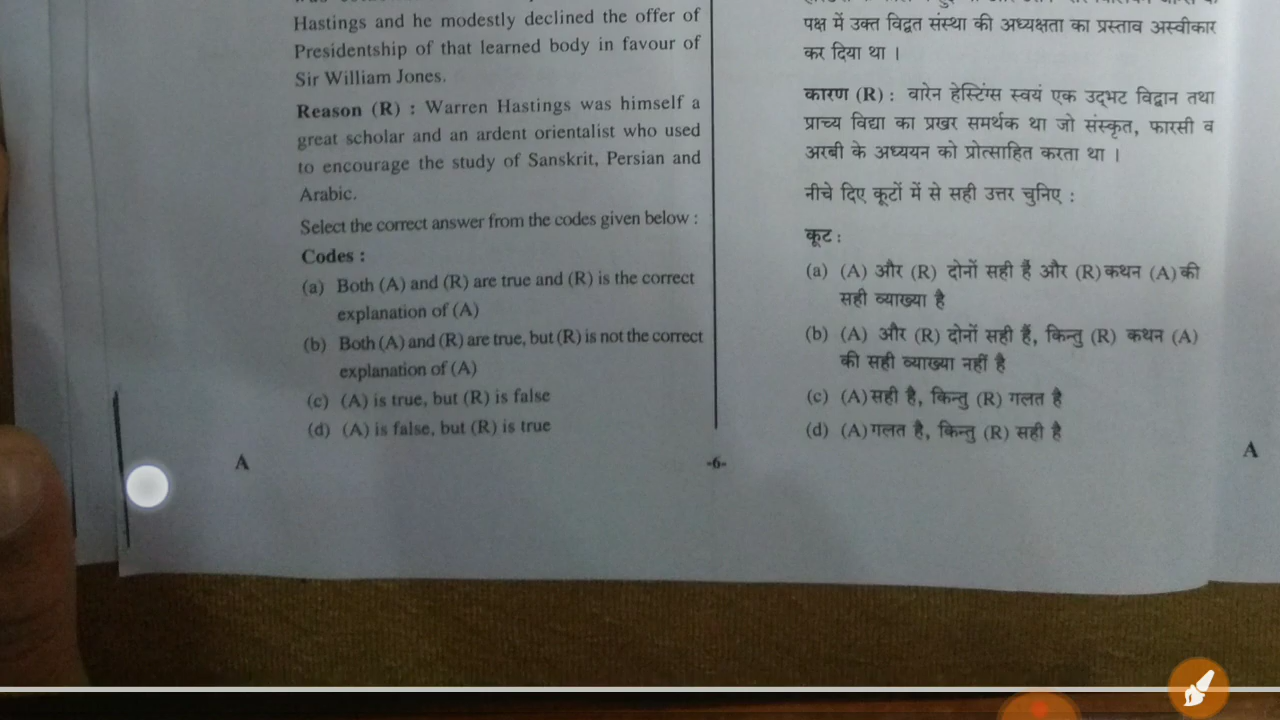 Hastings and he modestly declined the offer of
Presidentship of that learned body in favour of
Sir William Jones.
Reason (R) : Warren Hastings was himself a
great scholar and an ardent orientalist who used
to encourage the study of Sanskrit, Persian and
Arabic.
Select the correct answer from the codes given below :
Codes :
(a) Both (A) and (R) are true and (R) is the correct
explanation of (A)
(b) Both (A) and (R) are true, but (R) is not the correct
explanation of (A)
(c) (A) is true, but (R) is false
(d) (A) is false, but (R) is true
पक्ष में उक्त विद्वत संस्था की अध्यक्षता का प्रस्ताव अस्वीकार
कर दिया था ।
कारण (R) : वारेन हेस्टिंग्स स्वयं एक उद्भट विद्वान तथा
प्राच्य विद्या का प्रखर समर्थक था जो संस्कृत, फारसी व
अरबी के अध्ययन को प्रोत्साहित करता था ।
नीचे दिए कूटों में से सही उत्तर चुनिए :
कूट :
(a) (A) और (R) दोनों सही हैं और (R) कथन (A) की
सही व्याख्या है
(b) (A) और (R) दोनों सही हैं, किन्तु (R) कथन (A)
की सही व्याख्या नहीं है
(c) (A) सही है, किन्तु (R) गलत है
(d) (A) गलत है, किन्तु (R) सही है
A
-6-
A